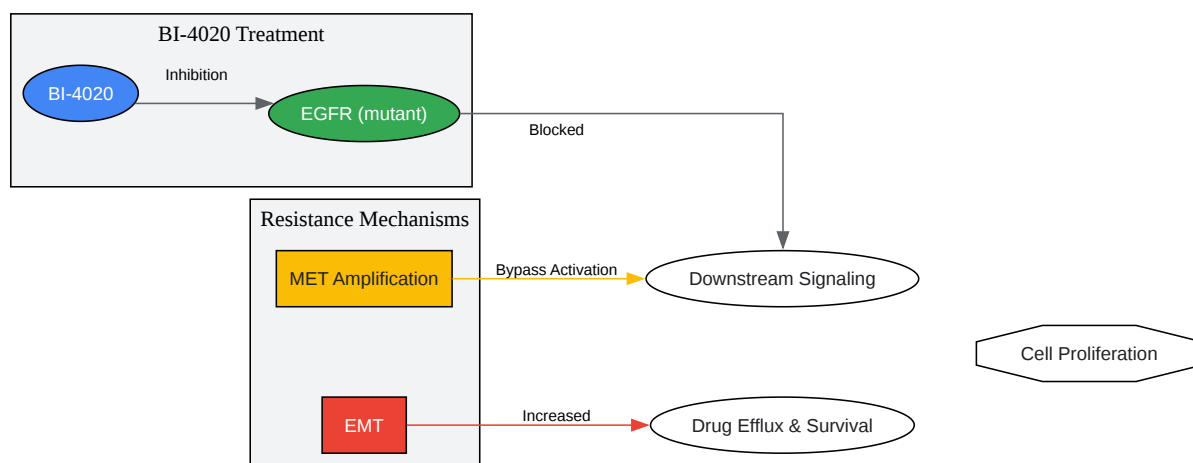 BI-4020 Treatment
BI-4020
Inhibition
EGFR (mutant)
Blocked
Resistance Mechanisms
MET Amplification
Bypass Activation
Downstream Signaling
Cell Proliferation
EMT
Increased
Drug Efflux & Survival